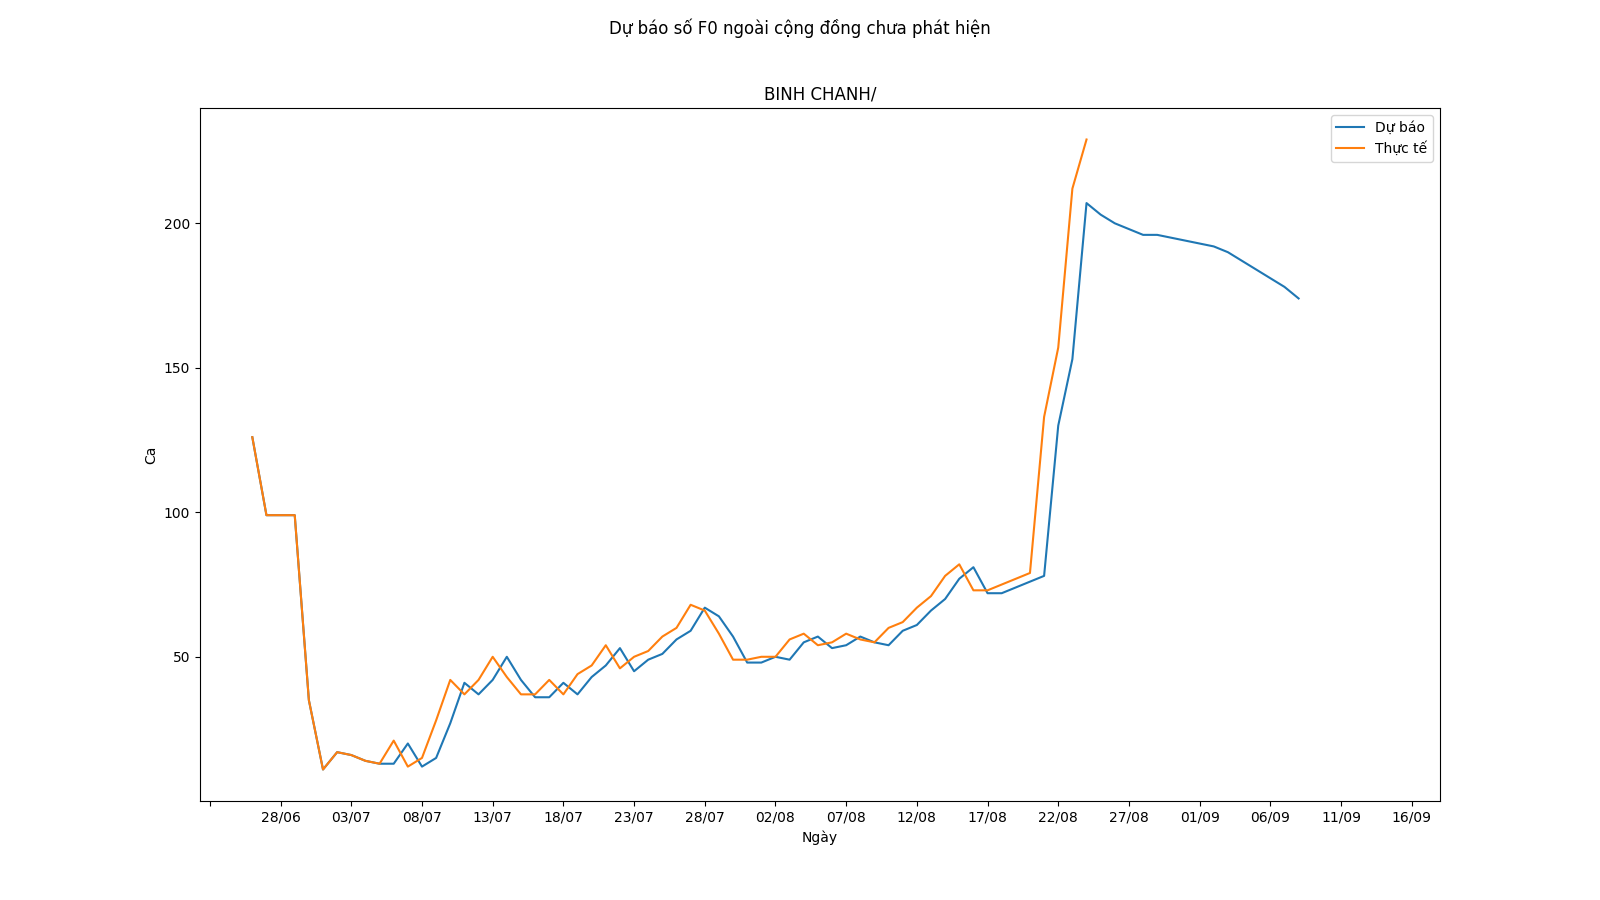 Dự báo số F0 ngoài cộng đồng chưa phát hiện
BINH CHANH/
Dự báo
Thực tế
200
150
100
50
Ca
28/06 03/07 08/07 13/07 18/07 23/07 28/07 02/08 07/08 12/08 17/08 22/08 27/08 01/09 06/09 11/09 16/09
Ngày